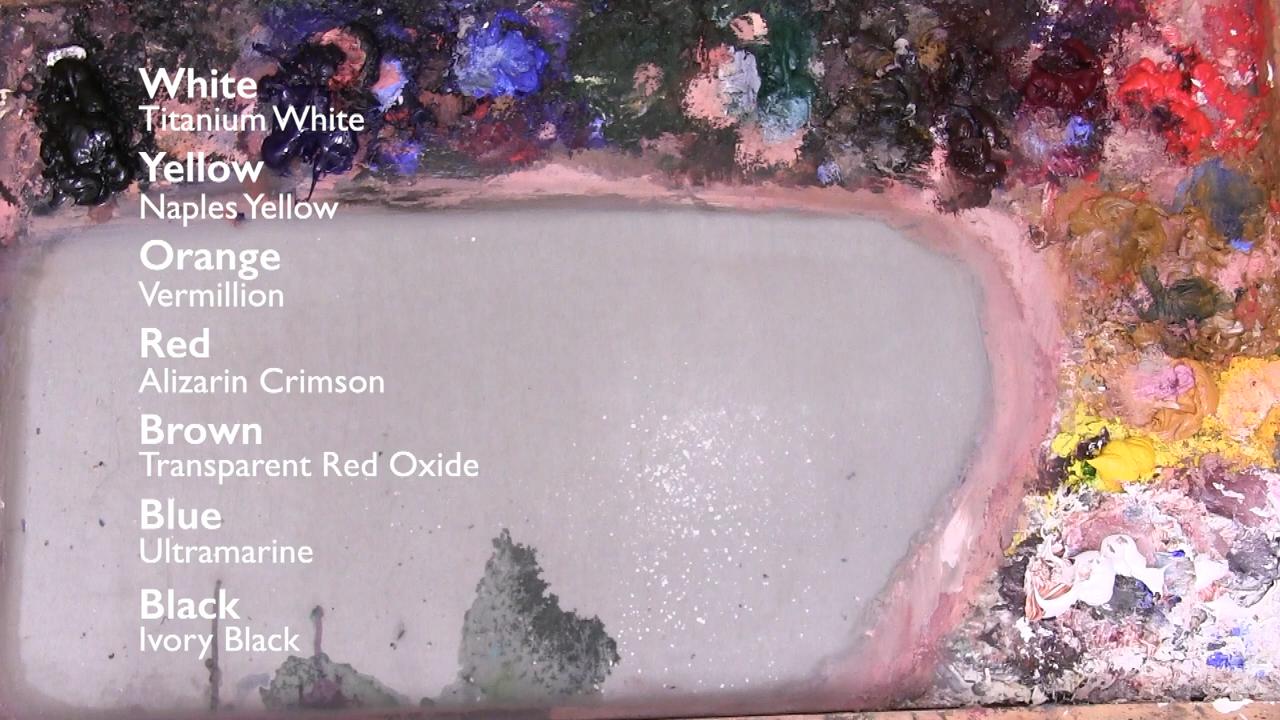 White
Titanium White
Yellow
Naples Yellow
Orange
Vermillion
Red
Alizarin Crimson
Brown
Transparent Red Oxide
Blue
Ultramarine
Black
Ivory Black